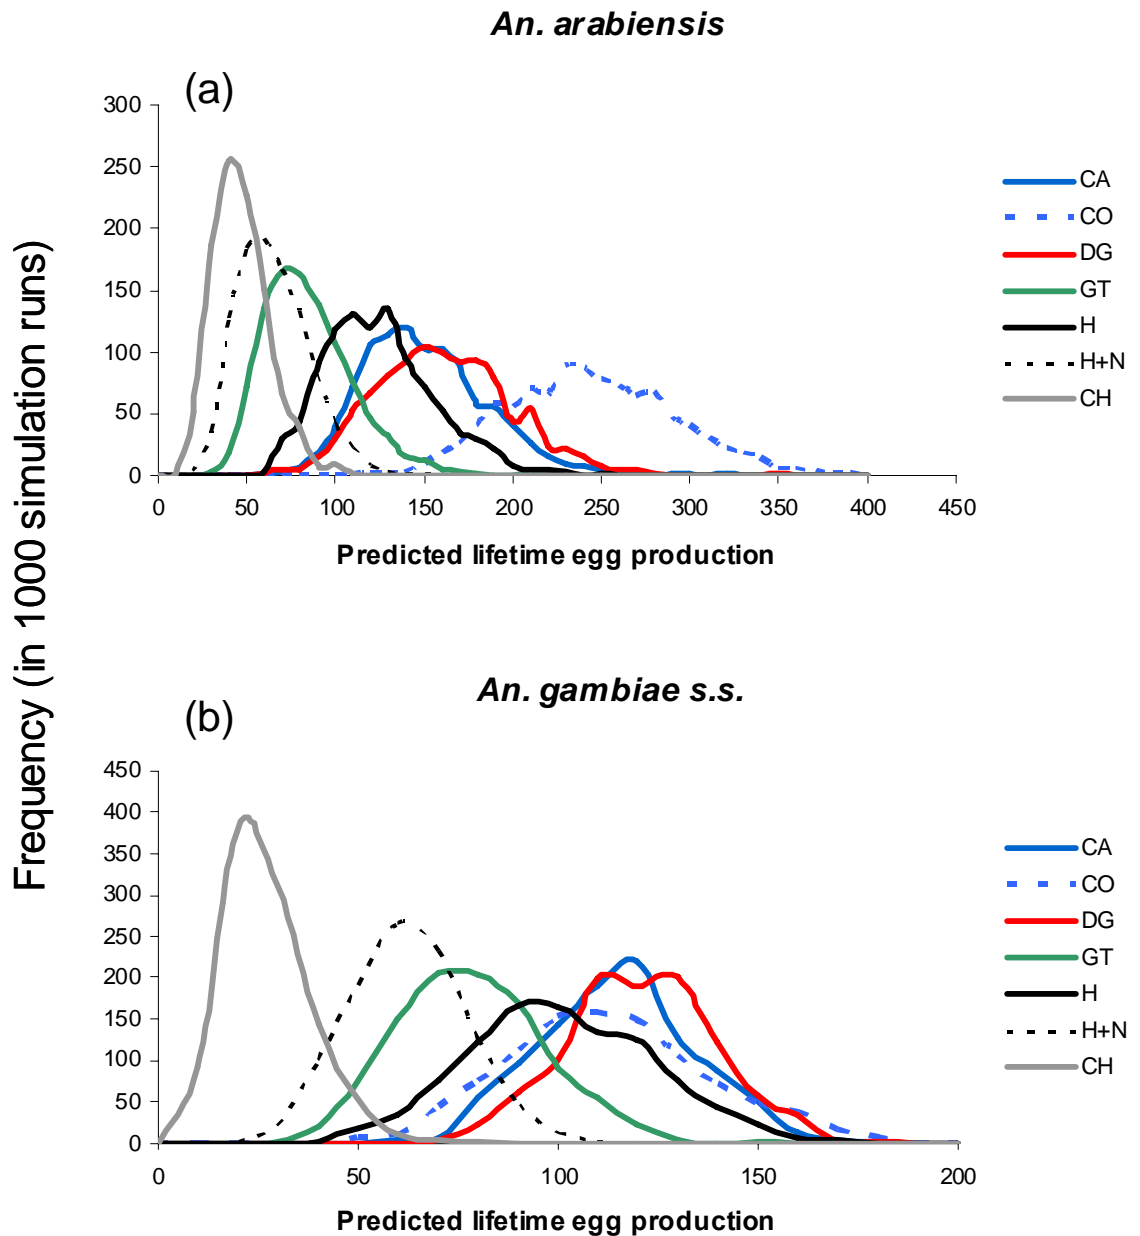 An. arabiensis
(a)
300
250
200
150
100
50
0
0 50 100 150 200 250 300 350 400 450
Predicted lifetime egg production
CA
CO
DG
GT
H
H+N
CH
Frequency (in 1000 simulation runs)
An. gambiae s.s.
(b)
450
400
350
300
250
200
150
100
50
0
0 50 100 150 200
Predicted lifetime egg production
CA
CO
DG
GT
H
H+N
CH